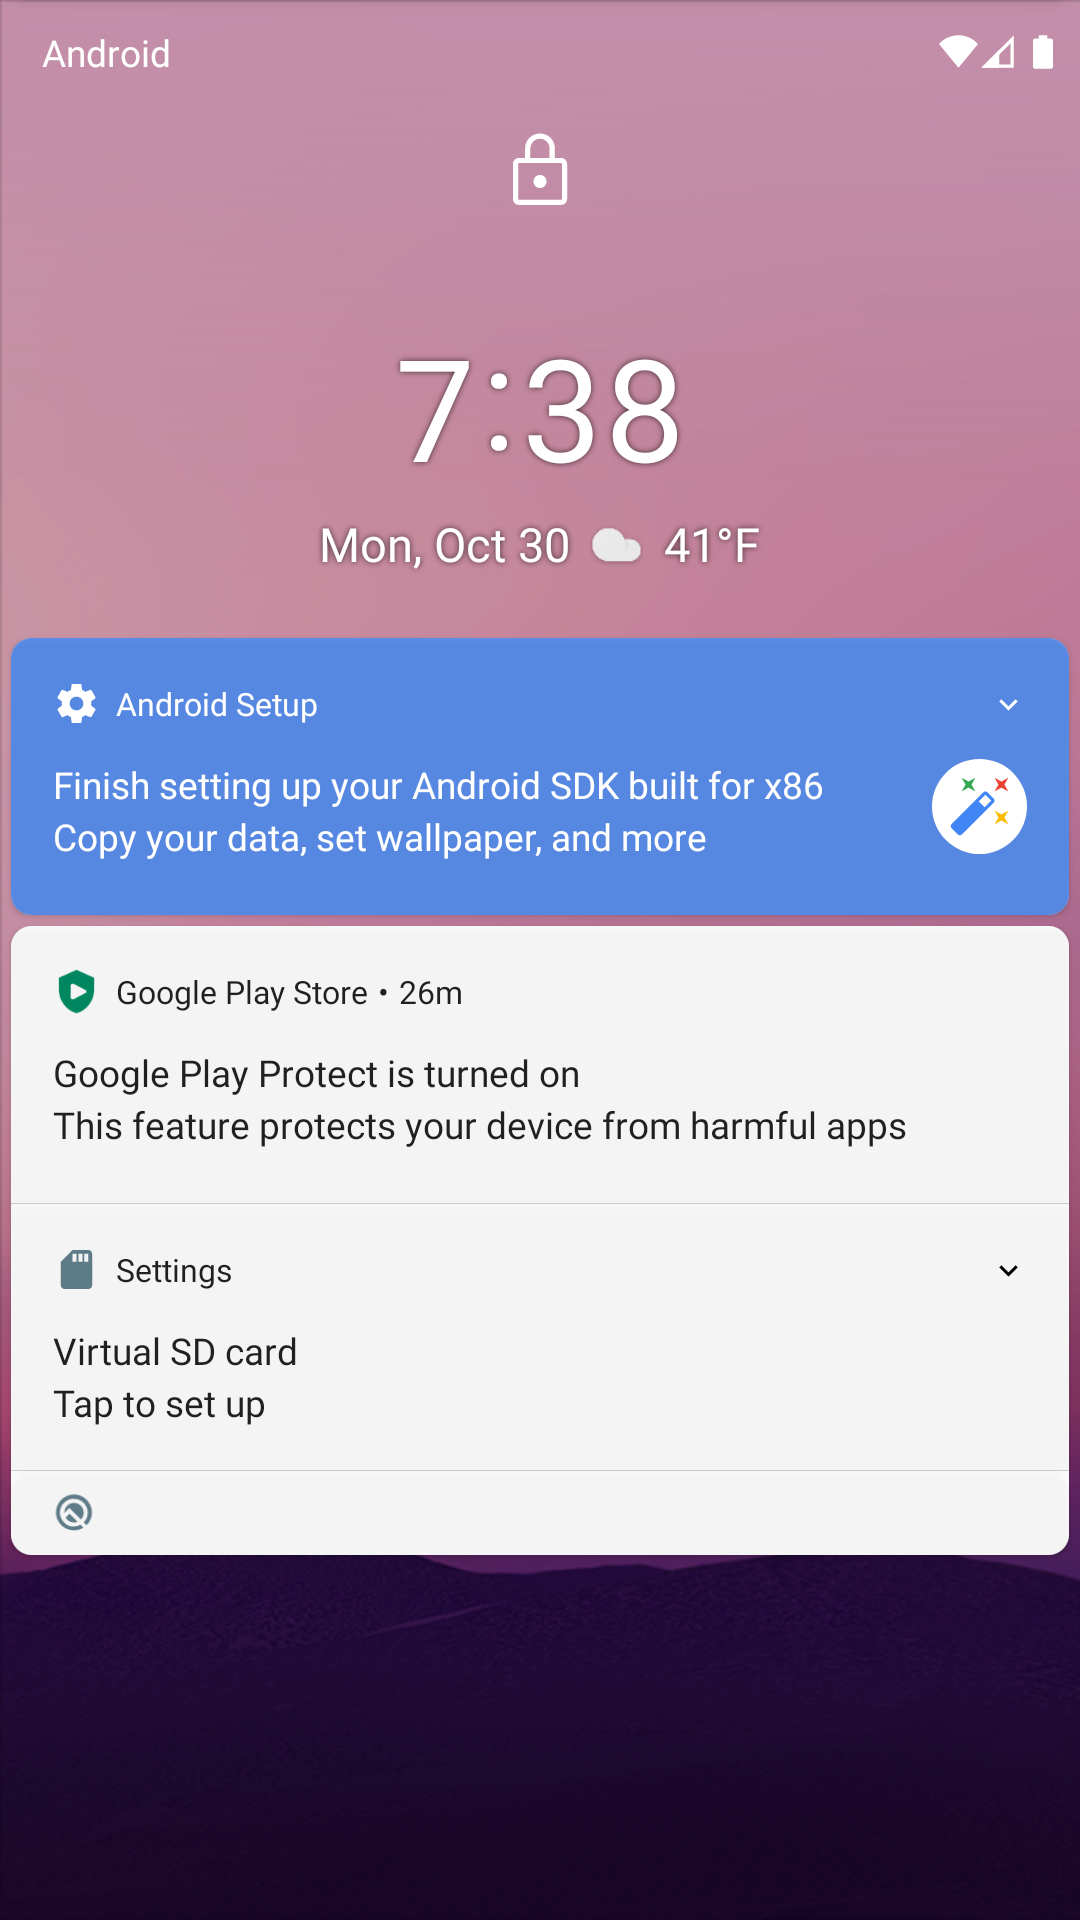 Android
7:38
Mon, Oct 30 41°F
Android Setup
Finish setting up your Android SDK built for x86
Copy your data, set wallpaper, and more
Google Play Store • 26m
Google Play Protect is turned on
This feature protects your device from harmful apps
Settings
Virtual SD card
Tap to set up